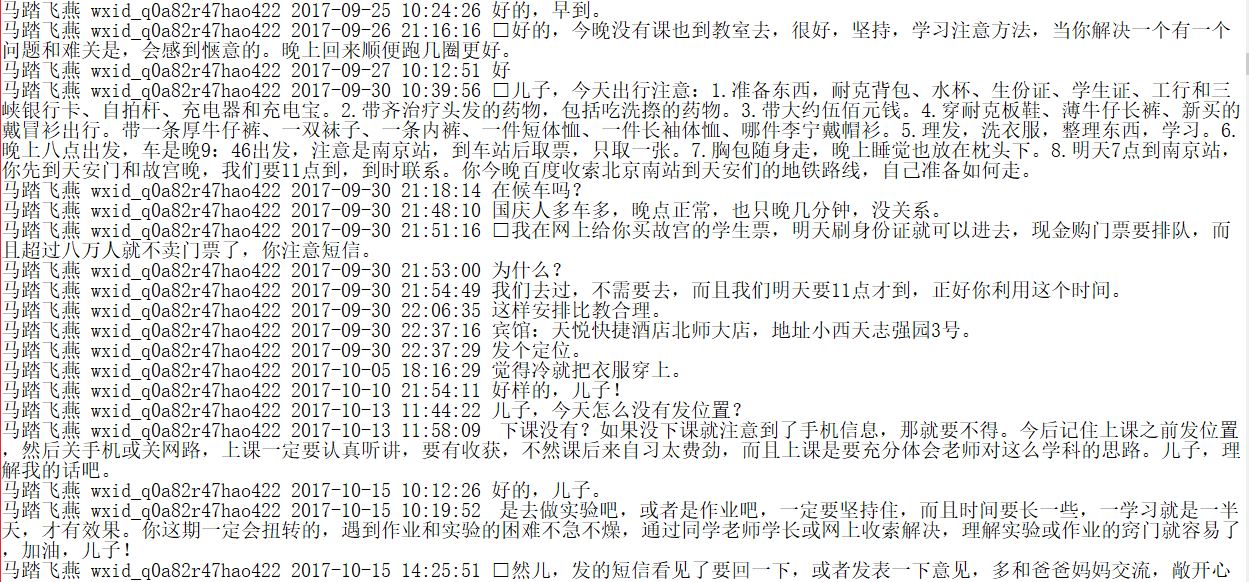 马踏飞燕 wxid_q0a82r47hao422 2017-09-25 10:24:26 好的，早到。
马踏飞燕 wxid_q0a82r47hao422 2017-09-26 21:16:16 □好的，今晚没有课也到教室去，很好，坚持，学习注意方法，当你解决一个有一个
问题和难关是，会感到惬意的。晚上回来顺便跑几圈更好。
马踏飞燕 wxid_q0a82r47hao422 2017-09-27 10:12:51 好
马踏飞燕 wxid_q0a82r47hao422 2017-09-30 10:39:56 □儿子，今天出行注意：1.准备东西，耐克背包、水杯、生份证、学生证、工行和三
峡银行卡、自拍杆、充电器和充电宝。2.带齐治疗头发的药物，包括吃洗搽的药物。3.带大约伍佰元钱。4.穿耐克板鞋、薄牛仔长裤、新买的
戴冒衫出行。带一条厚牛仔裤、一双袜子、一条内裤、一件短体恤、一件长袖体恤、哪件李宁戴帽衫。5.理发，洗衣服，整理东西，学习。6.
晚上八点出发，车是晚9：46出发，注意是南京站，到车站后取票，只取一张。7.胸包随身走，晚上睡觉也放在枕头下。8.明天7点到南京站，
你先到天安门和故宫晚，我们要11点到，到时联系。你今晚百度收索北京南站到天安们的地铁路线，自己准备如何走。
马踏飞燕 wxid_q0a82r47hao422 2017-09-30 21:18:14 在候车吗？
马踏飞燕 wxid_q0a82r47hao422 2017-09-30 21:48:10 国庆人多车多，晚点正常，也只晚几分钟，没关系。
马踏飞燕 wxid_q0a82r47hao422 2017-09-30 21:51:16 □我在网上给你买故宫的学生票，明天刷身份证就可以进去，现金购门票要排队，而
且超过八万人就不卖门票了，你注意短信。
马踏飞燕 wxid_q0a82r47hao422 2017-09-30 21:53:00 为什么？
马踏飞燕 wxid_q0a82r47hao422 2017-09-30 21:54:49 我们去过，不需要去，而且我们明天要11点才到，正好你利用这个时间。
马踏飞燕 wxid_q0a82r47hao422 2017-09-30 22:06:35 这样安排比教合理。
马踏飞燕 wxid_q0a82r47hao422 2017-09-30 22:37:16 宾馆：天悦快捷酒店北师大店，地址小西天志强园3号。
马踏飞燕 wxid_q0a82r47hao422 2017-09-30 22:37:29 发个定位。
马踏飞燕 wxid_q0a82r47hao422 2017-10-05 18:16:29 觉得冷就把衣服穿上。
马踏飞燕 wxid_q0a82r47hao422 2017-10-10 21:54:11 好样的，儿子！
马踏飞燕 wxid_q0a82r47hao422 2017-10-13 11:44:22 儿子，今天怎么没有发位置？
马踏飞燕 wxid_q0a82r47hao422 2017-10-13 11:58:09 下课没有？如果没下课就注意到了手机信息，那就要不得。今后记住上课之前发位置
，然后关手机或关网路，上课一定要认真听讲，要有收获，不然课后来自习太费劲，而且上课是要充分体会老师对这么学科的思路。儿子，理
解我的话吧。
马踏飞燕 wxid_q0a82r47hao422 2017-10-15 10:12:26 好的，儿子。
马踏飞燕 wxid_q0a82r47hao422 2017-10-15 10:19:52 是去做实验吧，或者是作业吧，一定要坚持住，而且时间要长一些，一学习就是一半
天，才有效果。你这期一定会扭转的，遇到作业和实验的困难不急不燥，通过同学老师学长或网上收索解决，理解实验或作业的窍门就容易了
，加油，儿子！
马踏飞燕 wxid_q0a82r47hao422 2017-10-15 14:25:51 □然儿，发的短信看见了要回一下，或者发表一下意见，多和爸爸妈妈交流，敞开心